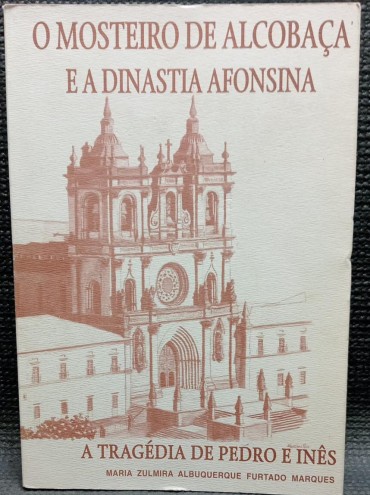 O MOSTEIRO DE ALCOBAÇA
E A DINASTIA AFONSINA
A TRAGÉDIA DE PEDRO E INÊS
MARIA ZULMIRA ALBUQUERQUE FURTADO MARQUES